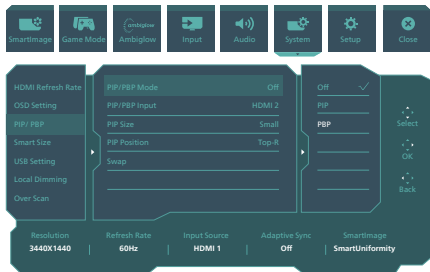 SmartImage
Game Mode
ambiglow
Ambiglow
Input
Audio
System
Setup
Close
HDMI Refresh Rate
OSD Setting
PIP/ PBP
Smart Size
USB Setting
Local Dimming
Over Scan
PIP/PBP Mode Off
PIP/PBP Input HDMI 2
PIP Size Small
PIP Position Top-R
Swap
Off
PIP
PBP
Select
OK
Back
Resolution Refresh Rate Input Source Adaptive Sync SmartImage
3440X1440 | 60Hz | HDMI 1 | Off | SmartUniformity